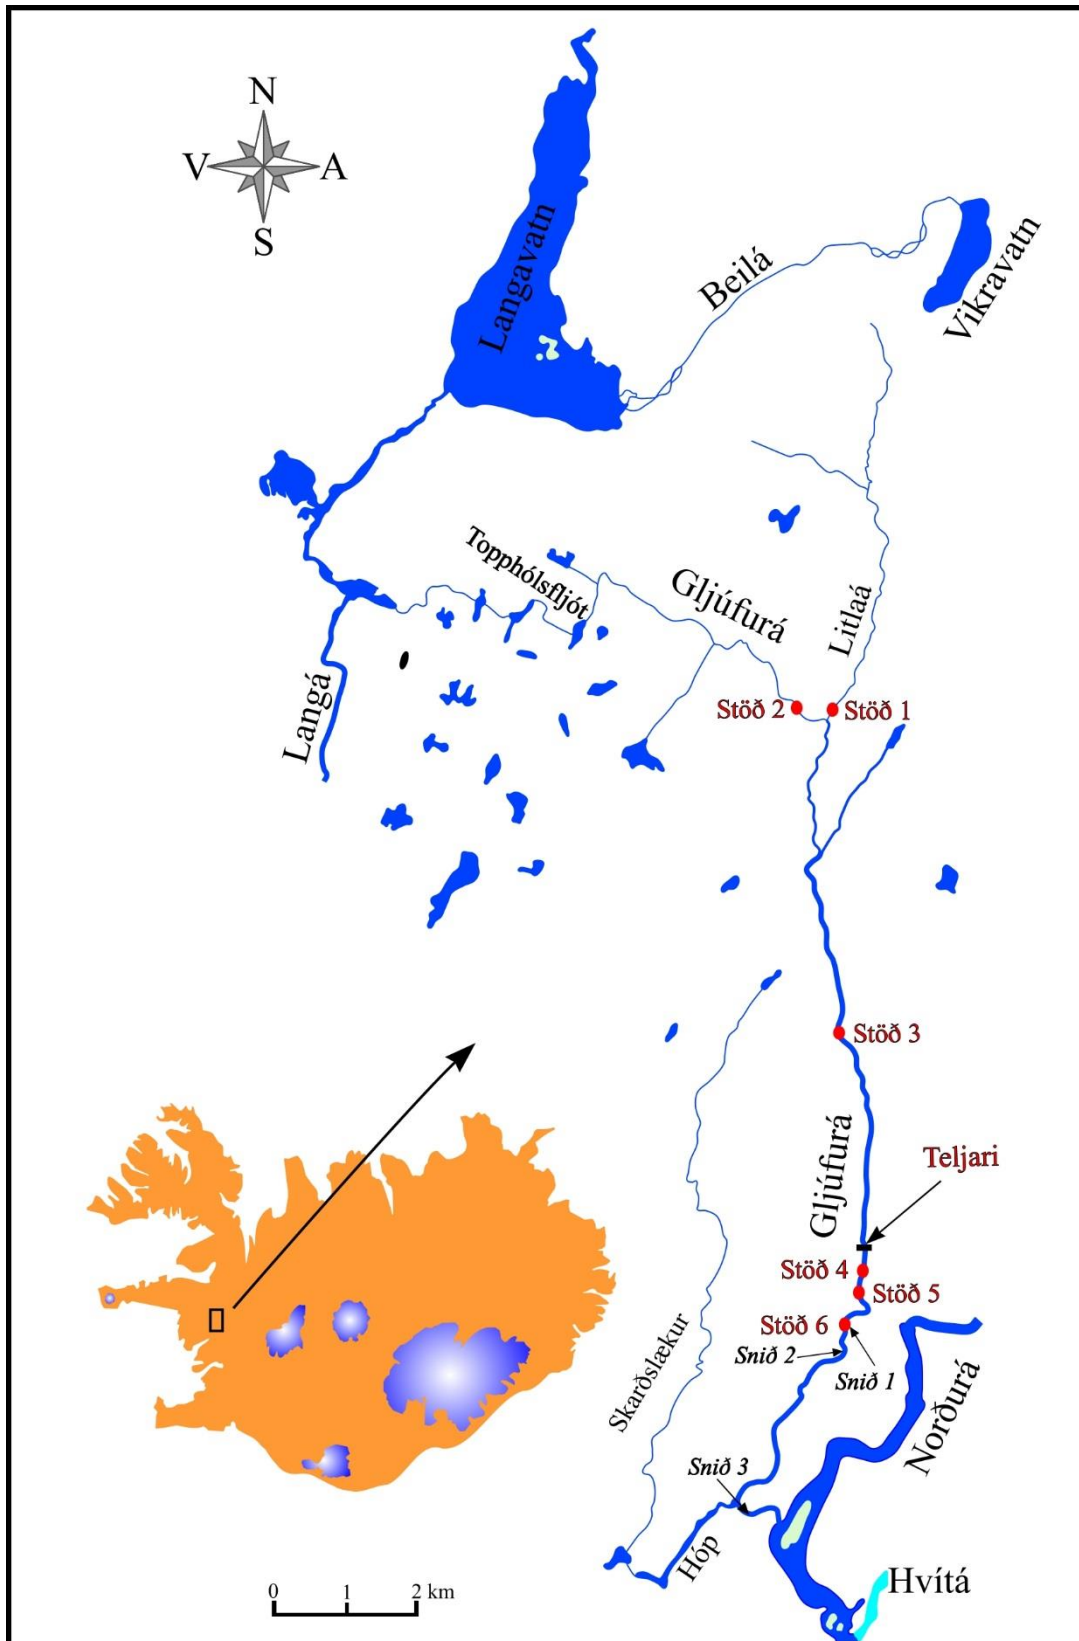 N
V
A
S
Langavatn
Beilá
Vikravatn
Topphólsfljót
Gljúfurá
Litlaá
Langá
Stöð 2
Stöð 1
Stöð 3
Gljúfurá
Teljari
Stöð 4
Stöð 5
Stöð 6
Snið 2
Snið 1
Skarðslækur
Norðurá
Snið 3
Hóp
Hvítá
0 1 2 km